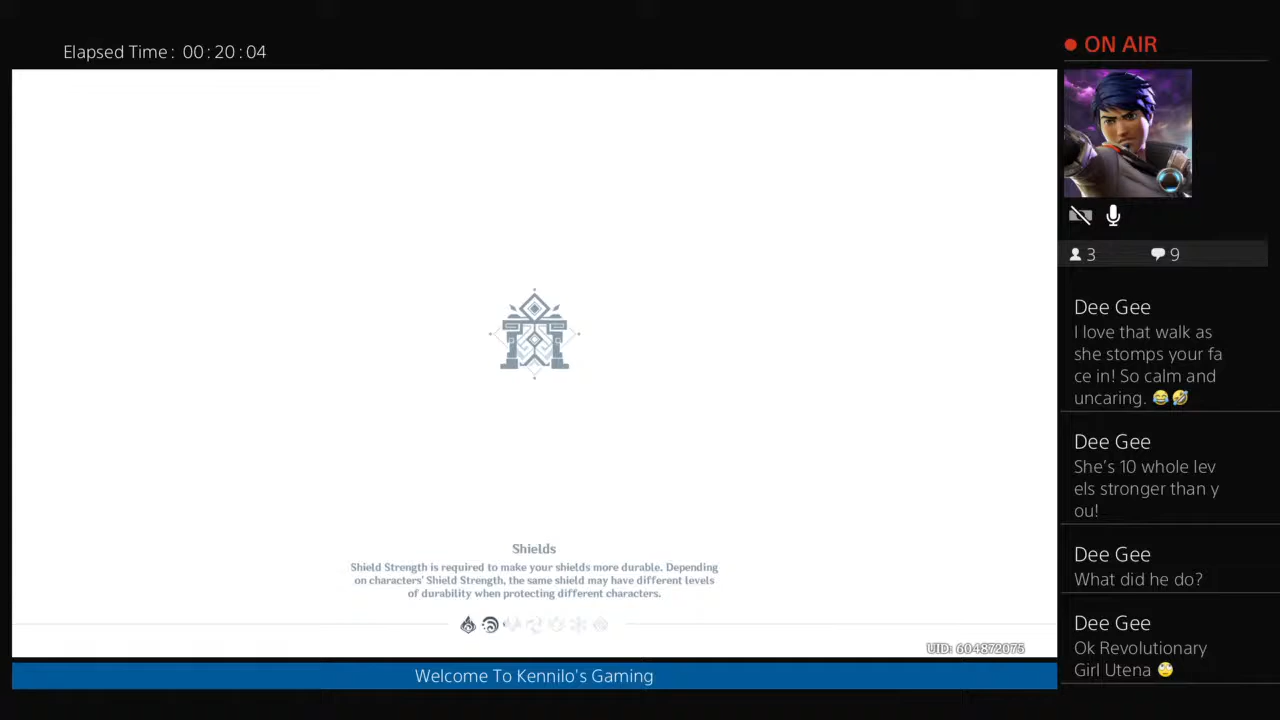 Elapsed Time: 00:20:04
ON AIR
3
9
Dee Gee
I love that walk as
she stomps your fa
ce in! So calm and
uncaring. 😂🤣
Dee Gee
She's 10 whole lev
els stronger than y
ou!
Dee Gee
What did he do?
Dee Gee
Ok Revolutionary
Girl Utena 🙄
Shields
Shield Strength is required to make your shields more durable. Depending
on characters' Shield Strength, the same shield may have different levels
of durability when protecting different characters.
UID: 604872075
Welcome To Kennilo's Gaming